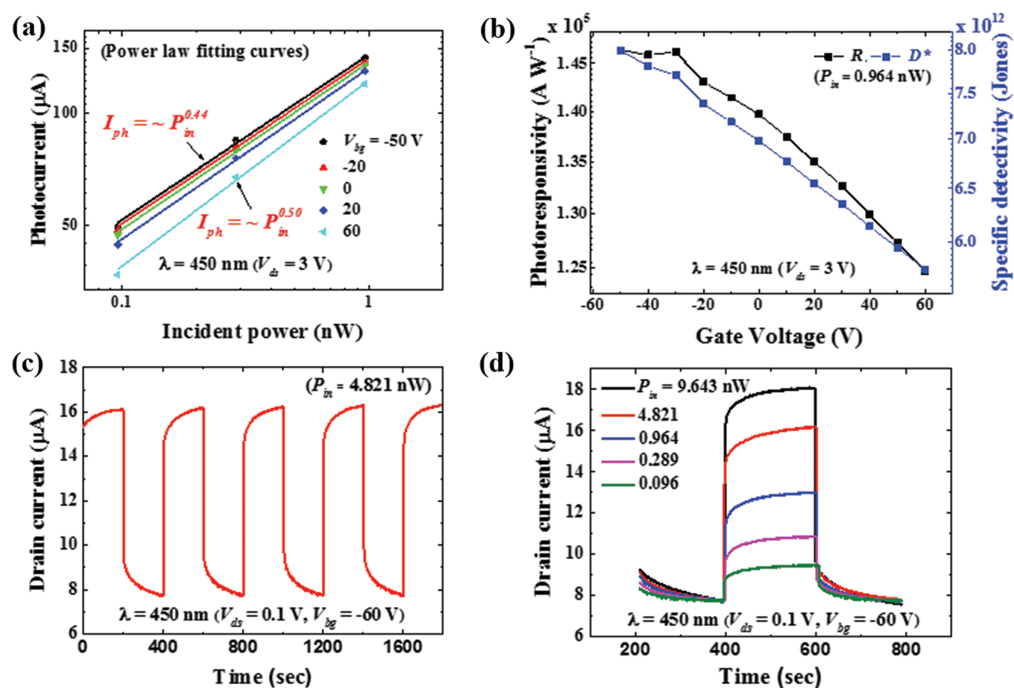 (a)
(Power law fitting curves)
I_ph = ~ P_in^0.44
I_ph = ~ P_in^0.50
V_bg = -50 V
-20
0
20
60
λ = 450 nm (V_ds = 3 V)
150
100
50
0.1
1
Photocurrent (μA)
Incident power (nW)
(b)
x 10^5
x 10^12
R, D*
(P_in = 0.964 nW)
λ = 450 nm (V_ds = 3 V)
1.45
1.40
1.35
1.30
1.25
8.0
7.5
7.0
6.5
6.0
-60
-40
-20
0
20
40
60
Photoresponsivity (A W^-1)
Specific detectivity (Jones)
Gate Voltage (V)
(c)
(P_in = 4.821 nW)
λ = 450 nm (V_ds = 0.1 V, V_bg = -60 V)
18
16
14
12
10
8
6
0
400
800
1200
1600
Drain current (μA)
Time (sec)
(d)
P_in = 9.643 nW
4.821
0.964
0.289
0.096
λ = 450 nm (V_ds = 0.1 V, V_bg = -60 V)
18
16
14
12
10
8
6
200
400
600
800
Drain current (μA)
Time (sec)